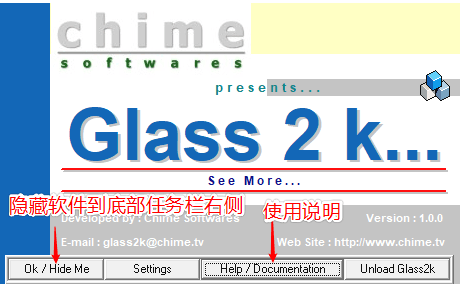 chime
softwares
presents...
Glass 2 k...
See More...
隐藏软件到底部任务栏右侧
使用说明
Developed by : Chime Softwares
Version : 1.0.0
E-mail : glass2k@chime.tv
Web Site : http://www.chime.tv
Ok / Hide Me
Settings
Help / Documentation
Unload Glass2k